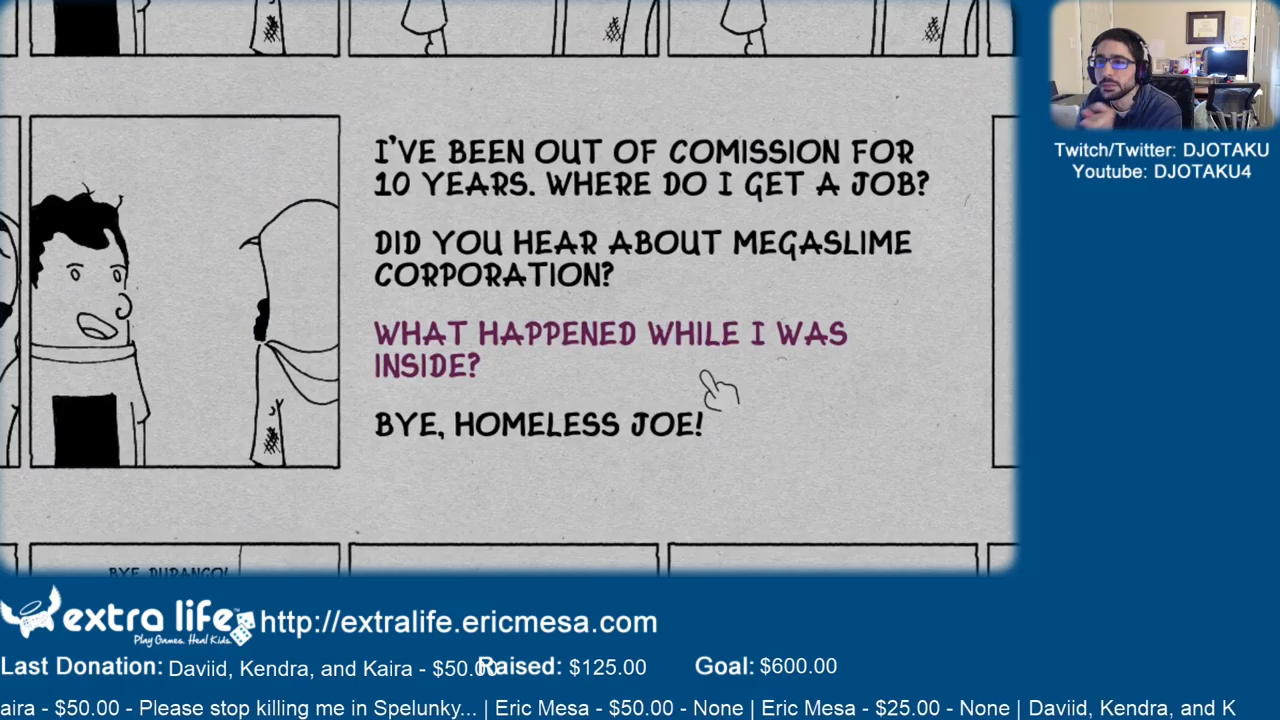 I'VE BEEN OUT OF COMISSION FOR
10 YEARS. WHERE DO I GET A JOB?
DID YOU HEAR ABOUT MEGASLIME
CORPORATION?
WHAT HAPPENED WHILE I WAS
INSIDE?
BYE, HOMELESS JOE!
BYE DURANGO!
Twitch/Twitter: DJOTAKU
Youtube: DJOTAKU4
extra life
Play Games. Heal Kids.
http://extralife.ericmesa.com
Last Donation: Daviid, Kendra, and Kaira - $50.00 Raised: $125.00 Goal: $600.00
aira - $50.00 - Please stop killing me in Spelunky... | Eric Mesa - $50.00 - None | Eric Mesa - $25.00 - None | Daviid, Kendra, and K